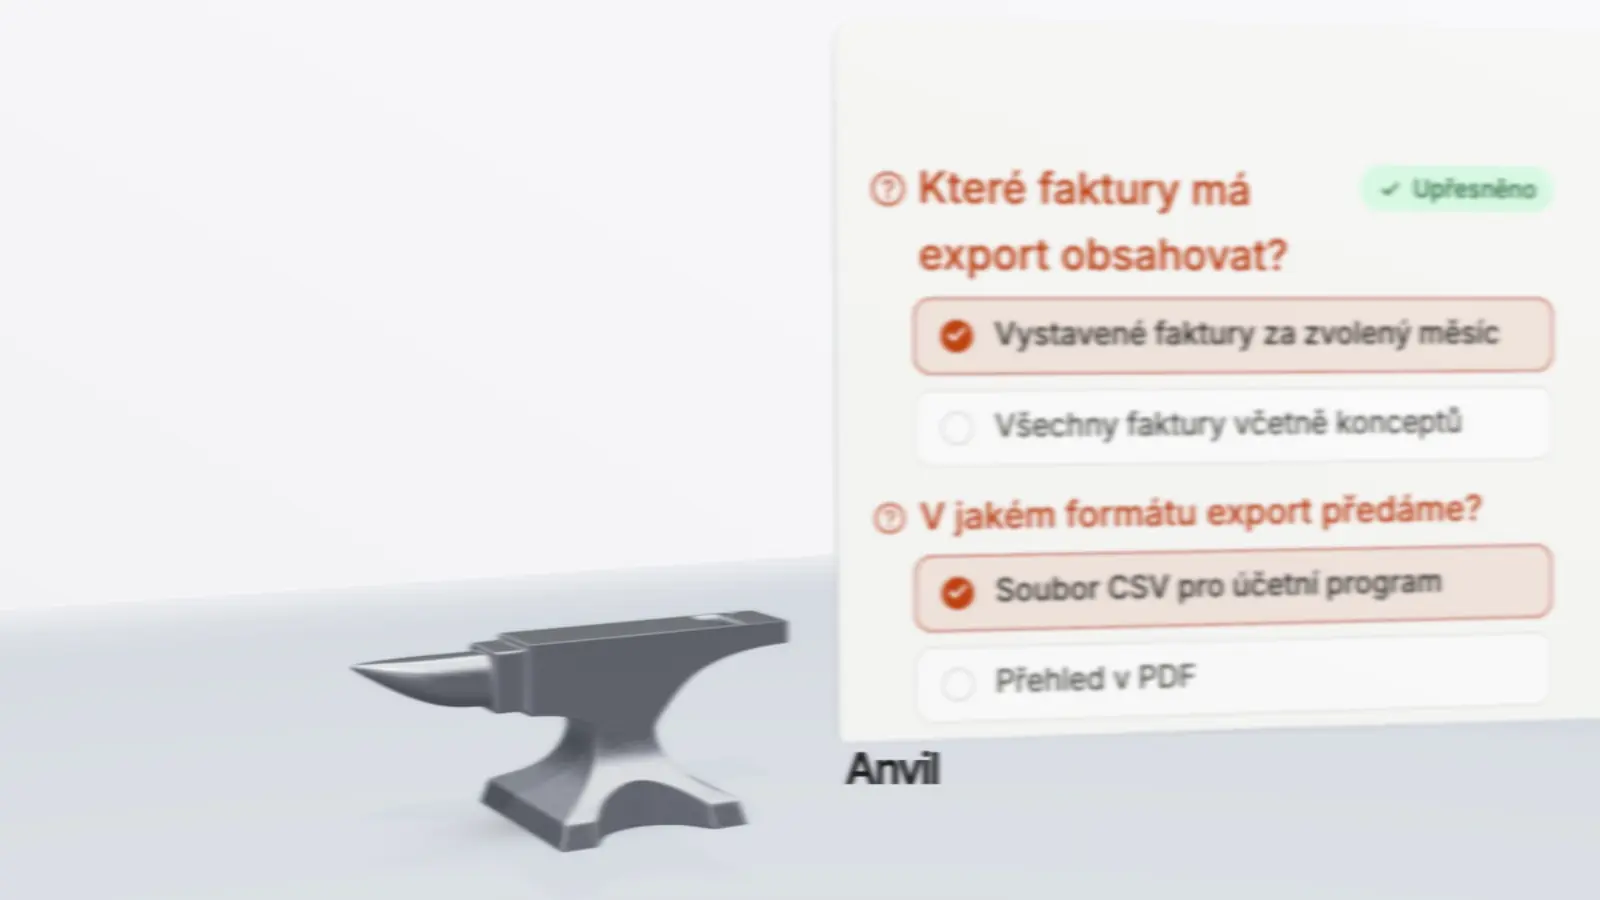 Které faktury má
export obsahovat?
Upřesněno
Vystavené faktury za zvolený měsíc
Všechny faktury včetně konceptů
V jakém formátu export předáme?
Soubor CSV pro účetní program
Přehled v PDF
Anvil